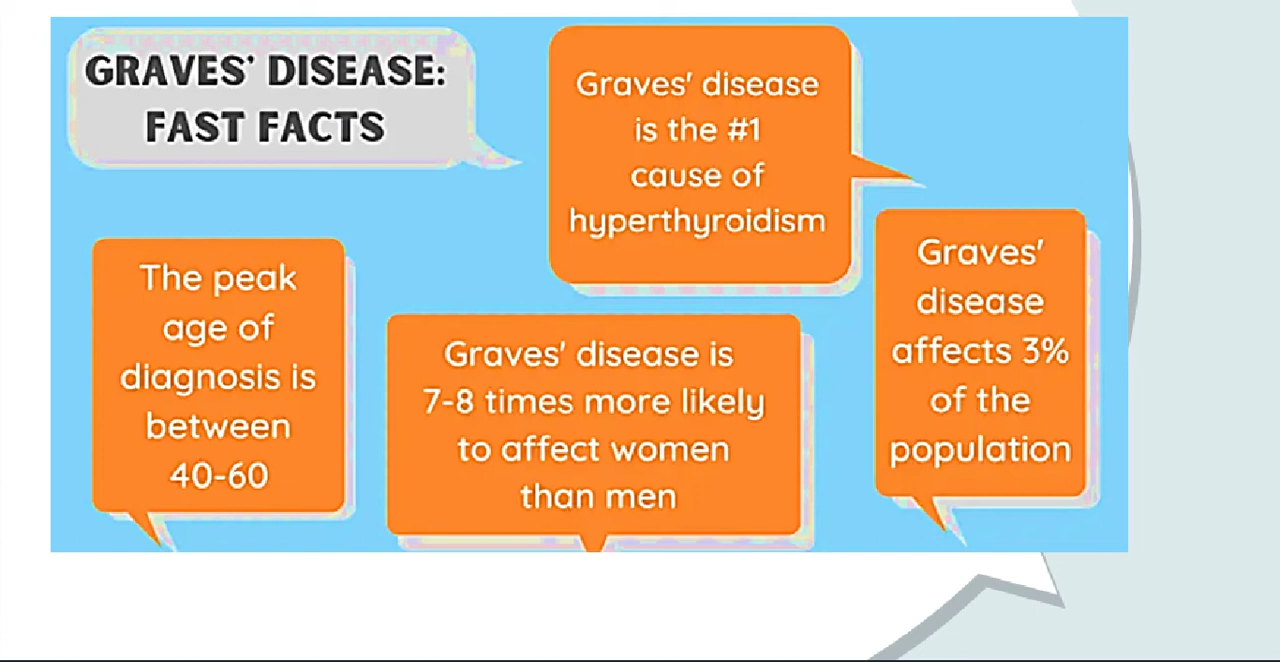 GRAVES' DISEASE:
FAST FACTS
Graves' disease
is the #1
cause of
hyperthyroidism
The peak
age of
diagnosis is
between
40-60
Graves' disease is
7-8 times more likely
to affect women
than men
Graves'
disease
affects 3%
of the
population